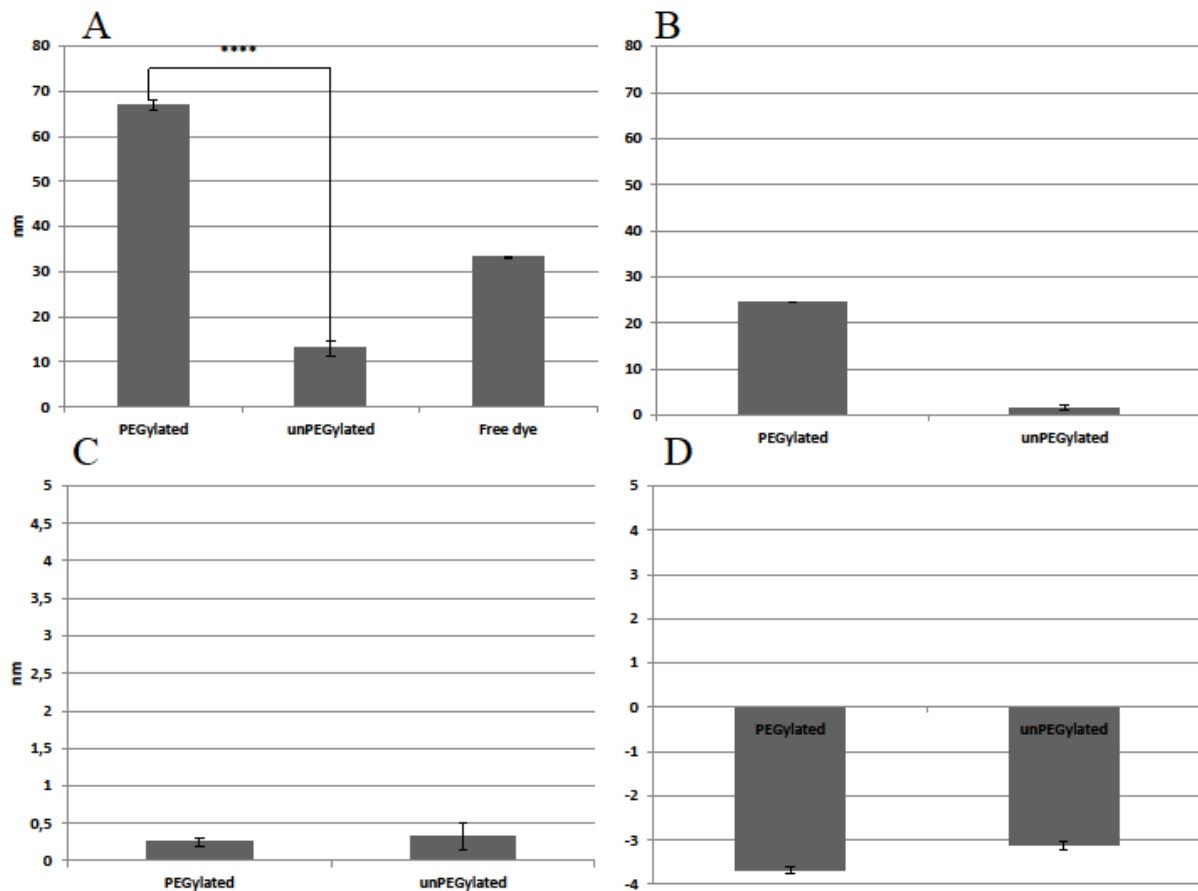 A
****
80
70
60
50
40
30
20
10
0
nm
PEGylated
unPEGylated
Free dye
B
80
70
60
50
40
30
20
10
0
PEGylated
unPEGylated
C
5
4,5
4
3,5
3
2,5
2
1,5
1
0,5
0
nm
PEGylated
unPEGylated
D
5
4
3
2
1
0
-1
-2
-3
-4
PEGylated
unPEGylated